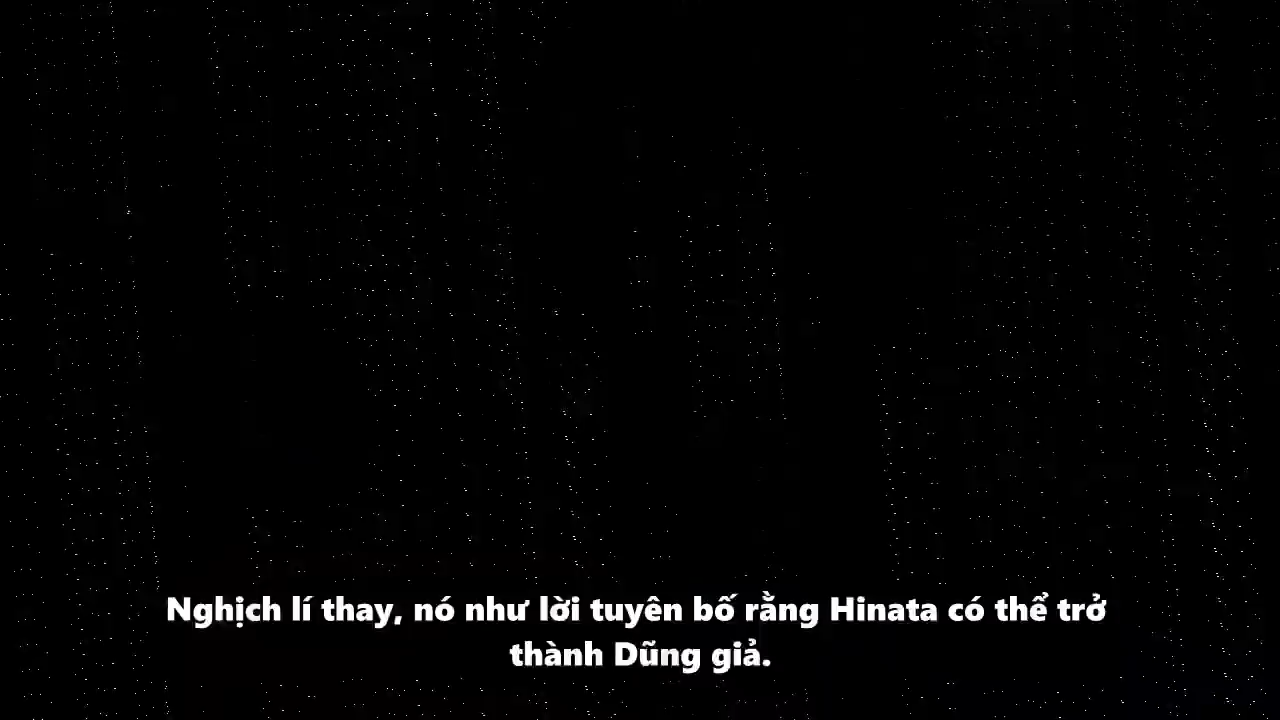 Nghịch lí thay, nó như lời tuyên bố rằng Hinata có thể trở
thành Dũng giả.